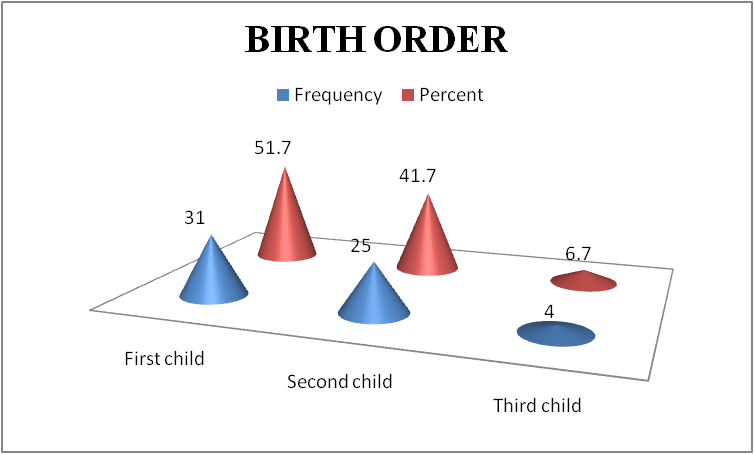 BIRTH ORDER
Frequency Percent
51.7
41.7
31
25
6.7
4
First child
Second child
Third child